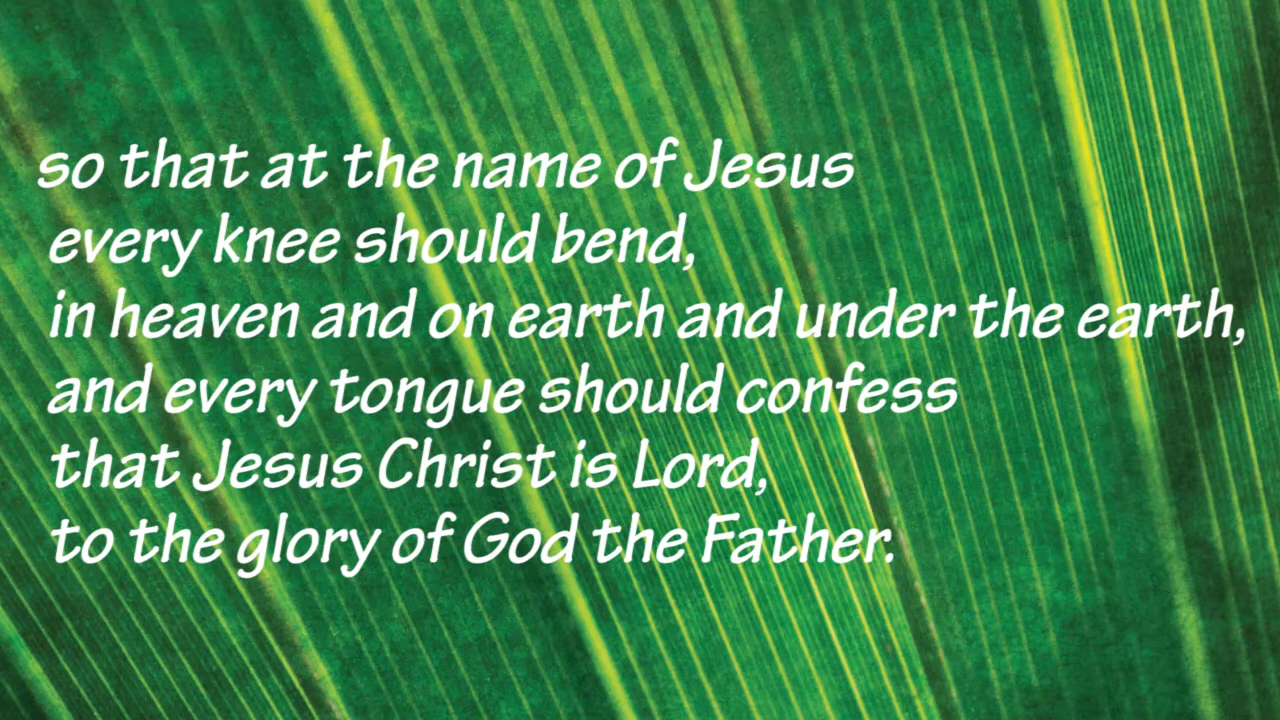 so that at the name of Jesus
every knee should bend,
in heaven and on earth and under the earth,
and every tongue should confess
that Jesus Christ is Lord,
to the glory of God the Father.